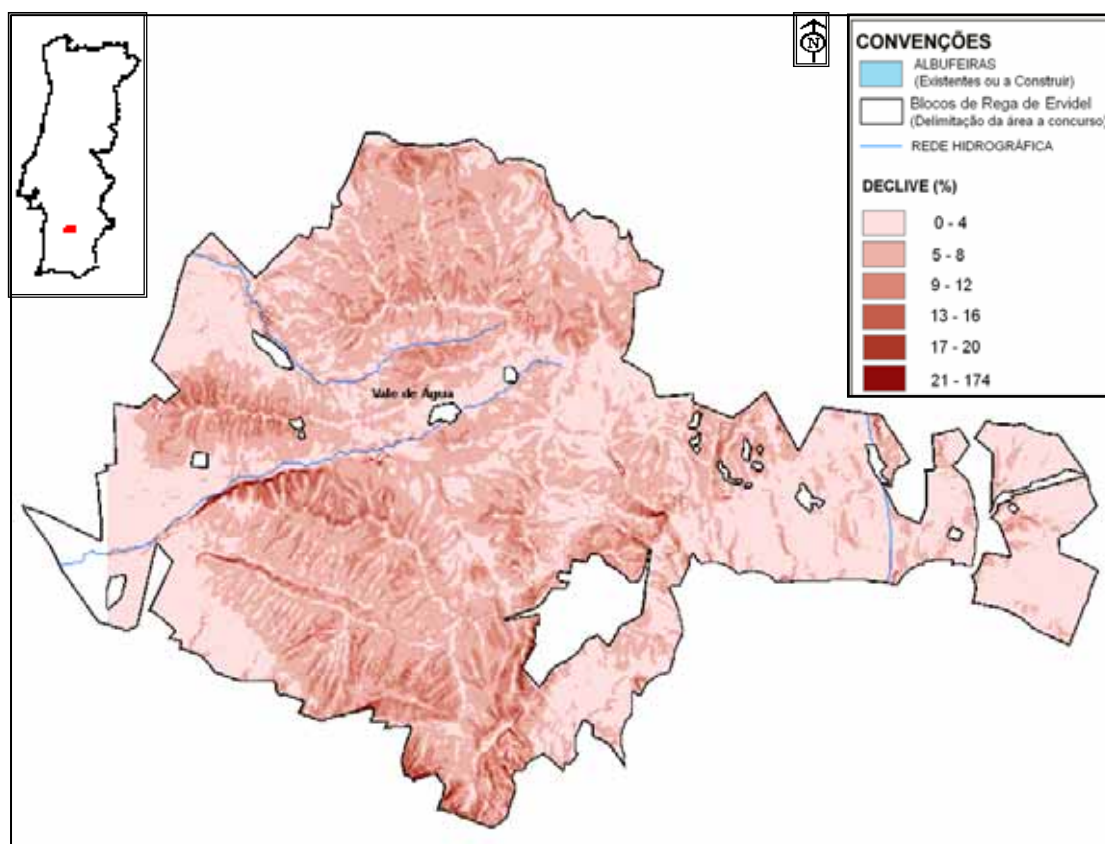 N
CONVENÇÕES
ALBUFEIRAS
(Existentes ou a Construir)
Blocos de Rega de Ervidel
(Delimitação da área a concurso)
REDE HIDROGRÁFICA
DECLIVE (%)
0 - 4
5 - 8
9 - 12
13 - 16
17 - 20
21 - 174
Vale de Água